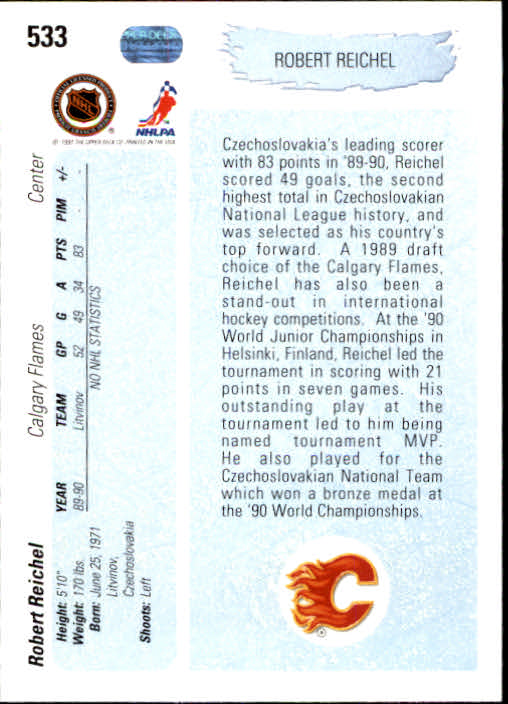 533
UPPER DECK
ROBERT REICHEL
NHL
NHLPA
© 1990 THE UPPER DECK CO. PRINTED IN THE USA
Czechoslovakia's leading scorer
with 83 points in '89-90, Reichel
scored 49 goals, the second
highest total in Czechoslovakian
National League history, and
was selected as his country's
top forward. A 1989 draft
choice of the Calgary Flames,
Reichel has also been a
stand-out in international
hockey competitions. At the '90
World Junior Championships in
Helsinki, Finland, Reichel led the
tournament in scoring with 21
points in seven games. His
outstanding play at the
tournament led to him being
named tournament MVP.
He also played for the
Czechoslovakian National Team
which won a bronze medal at
the '90 World Championships.
Robert Reichel Calgary Flames Center
Height: 5'10"
Weight: 170 lbs.
Born: June 25, 1971
Litvinov,
Czechoslovakia
Shoots: Left
YEAR TEAM GP G A PTS PIM +/-
89-90 Litvinov 52 49 34 83 - -
NO NHL STATISTICS